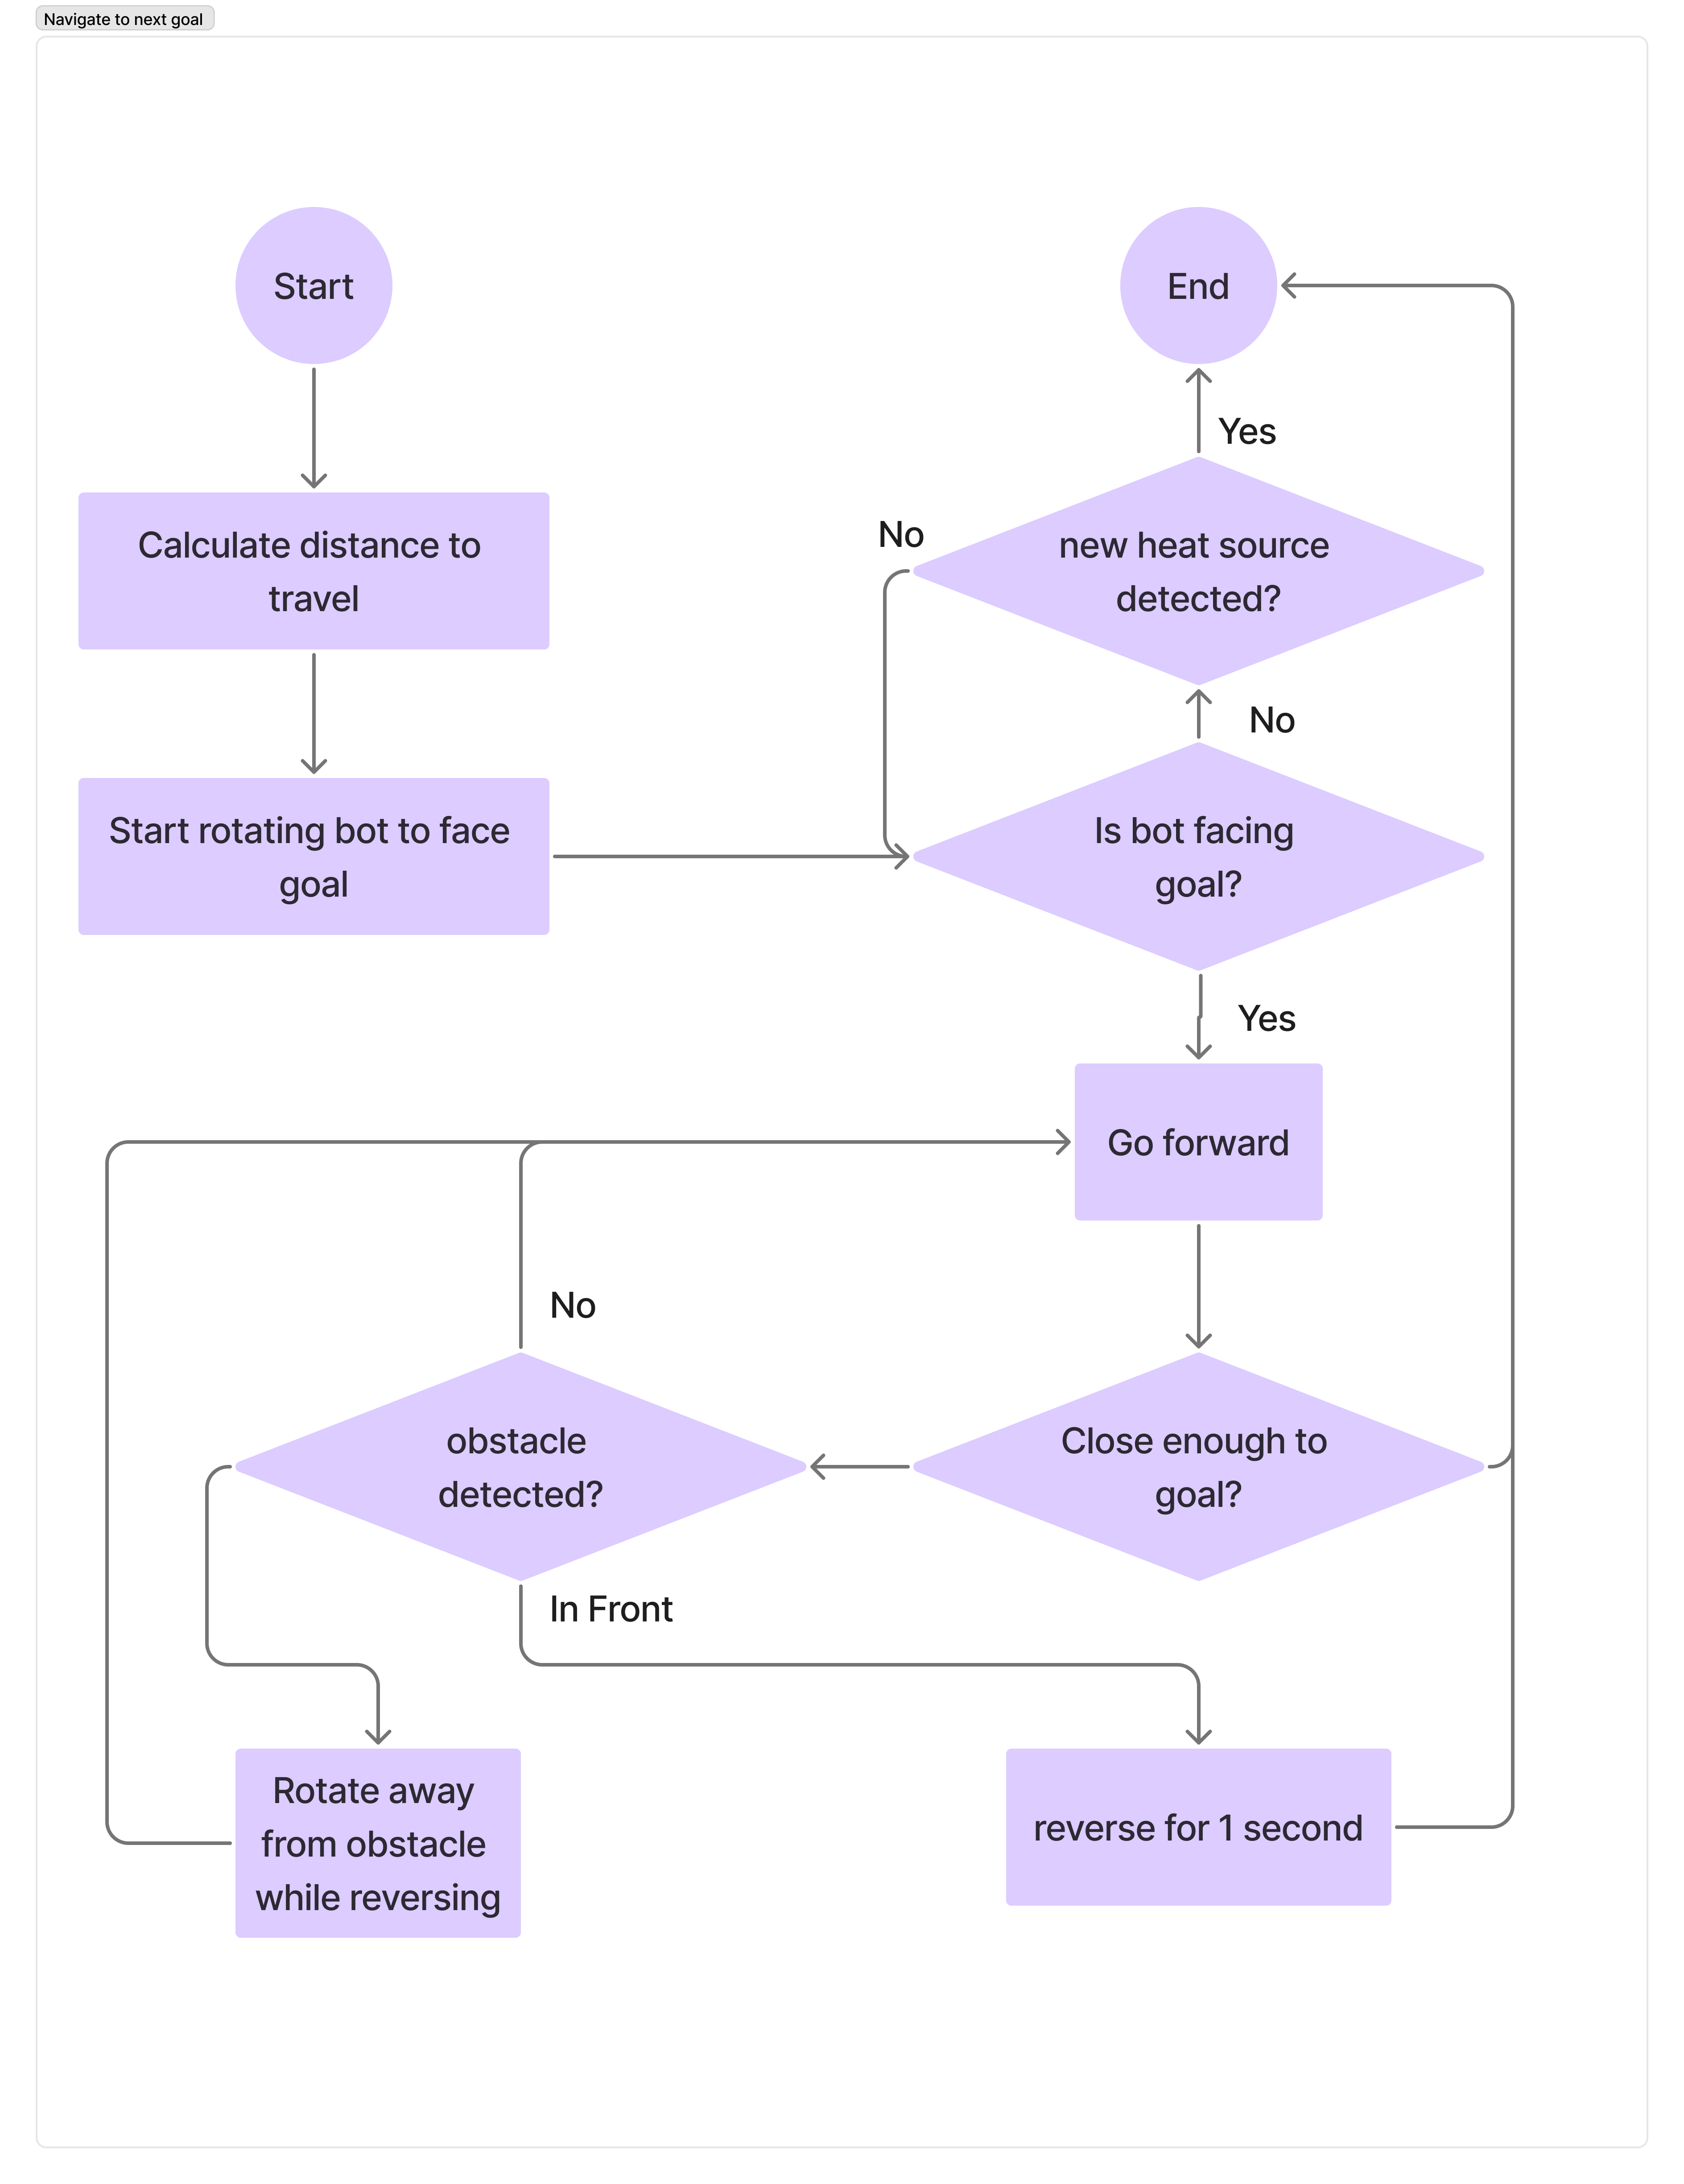 Navigate to next goal
Start
End
Yes
Calculate distance to
travel
No
new heat source
detected?
No
Start rotating bot to face
goal
Is bot facing
goal?
Yes
Go forward
No
obstacle
detected?
Close enough to
goal?
In Front
Rotate away
from obstacle
while reversing
reverse for 1 second